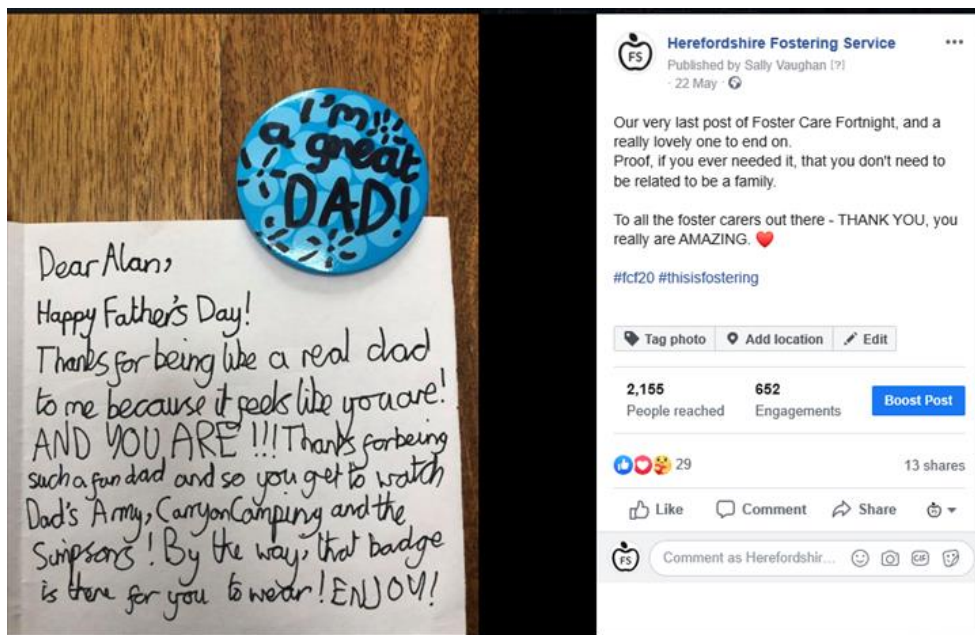 I'm
a great
DAD!
Dear Alan,
Happy Father's Day!
Thanks for being like a real dad
to me because it feels like you are!
AND YOU ARE!!! Thanks for being
such a fun dad and so you get to watch
Dad's Army, Carry on Camping and the
Simpsons! By the way, that badge
is there for you to wear! ENJOY!
FS
Herefordshire Fostering Service
Published by Sally Vaughan [?]
· 22 May ·
Our very last post of Foster Care Fortnight, and a
really lovely one to end on.
Proof, if you ever needed it, that you don't need to
be related to be a family.
To all the foster carers out there - THANK YOU, you
really are AMAZING. ❤️
#fcf20 #thisisfostering
Tag photo Add location Edit
2,155 652
People reached Engagements Boost Post
29 13 shares
Like Comment Share
FS Comment as Herefordshir... GIF